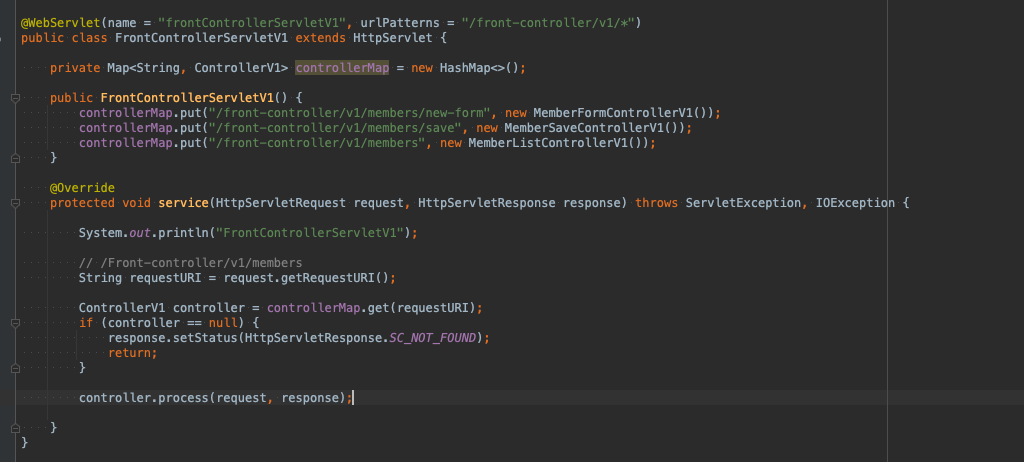 @WebServlet(name = "frontControllerServletV1", urlPatterns = "/front-controller/v1/*")
public class FrontControllerServletV1 extends HttpServlet {
private Map<String, ControllerV1> controllerMap = new HashMap<>();
public FrontControllerServletV1() {
controllerMap.put("/front-controller/v1/members/new-form", new MemberFormControllerV1());
controllerMap.put("/front-controller/v1/members/save", new MemberSaveControllerV1());
controllerMap.put("/front-controller/v1/members", new MemberListControllerV1());
}
@Override
protected void service(HttpServletRequest request, HttpServletResponse response) throws ServletException, IOException {
System.out.println("FrontControllerServletV1");
// /Front-controller/v1/members
String requestURI = request.getRequestURI();
ControllerV1 controller = controllerMap.get(requestURI);
if (controller == null) {
response.setStatus(HttpServletResponse.SC_NOT_FOUND);
return;
}
controller.process(request, response);
}
}